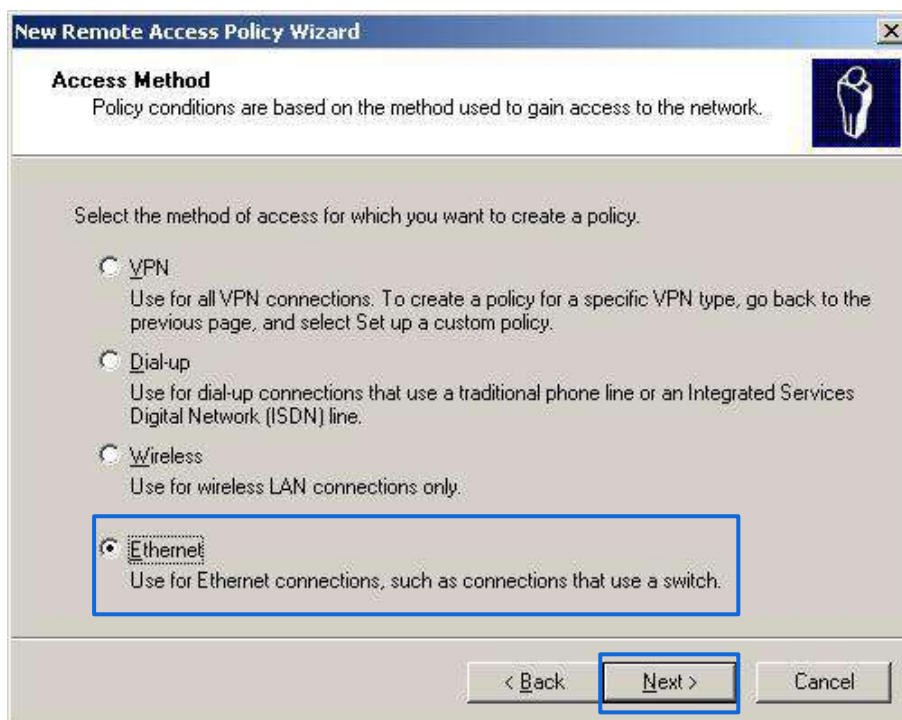 New Remote Access Policy Wizard
Access Method
Policy conditions are based on the method used to gain access to the network.
Select the method of access for which you want to create a policy.
VPN
Use for all VPN connections. To create a policy for a specific VPN type, go back to the
previous page, and select Set up a custom policy.
Dial-up
Use for dial-up connections that use a traditional phone line or an Integrated Services
Digital Network (ISDN) line.
Wireless
Use for wireless LAN connections only.
Ethernet
Use for Ethernet connections, such as connections that use a switch.
< Back Next > Cancel